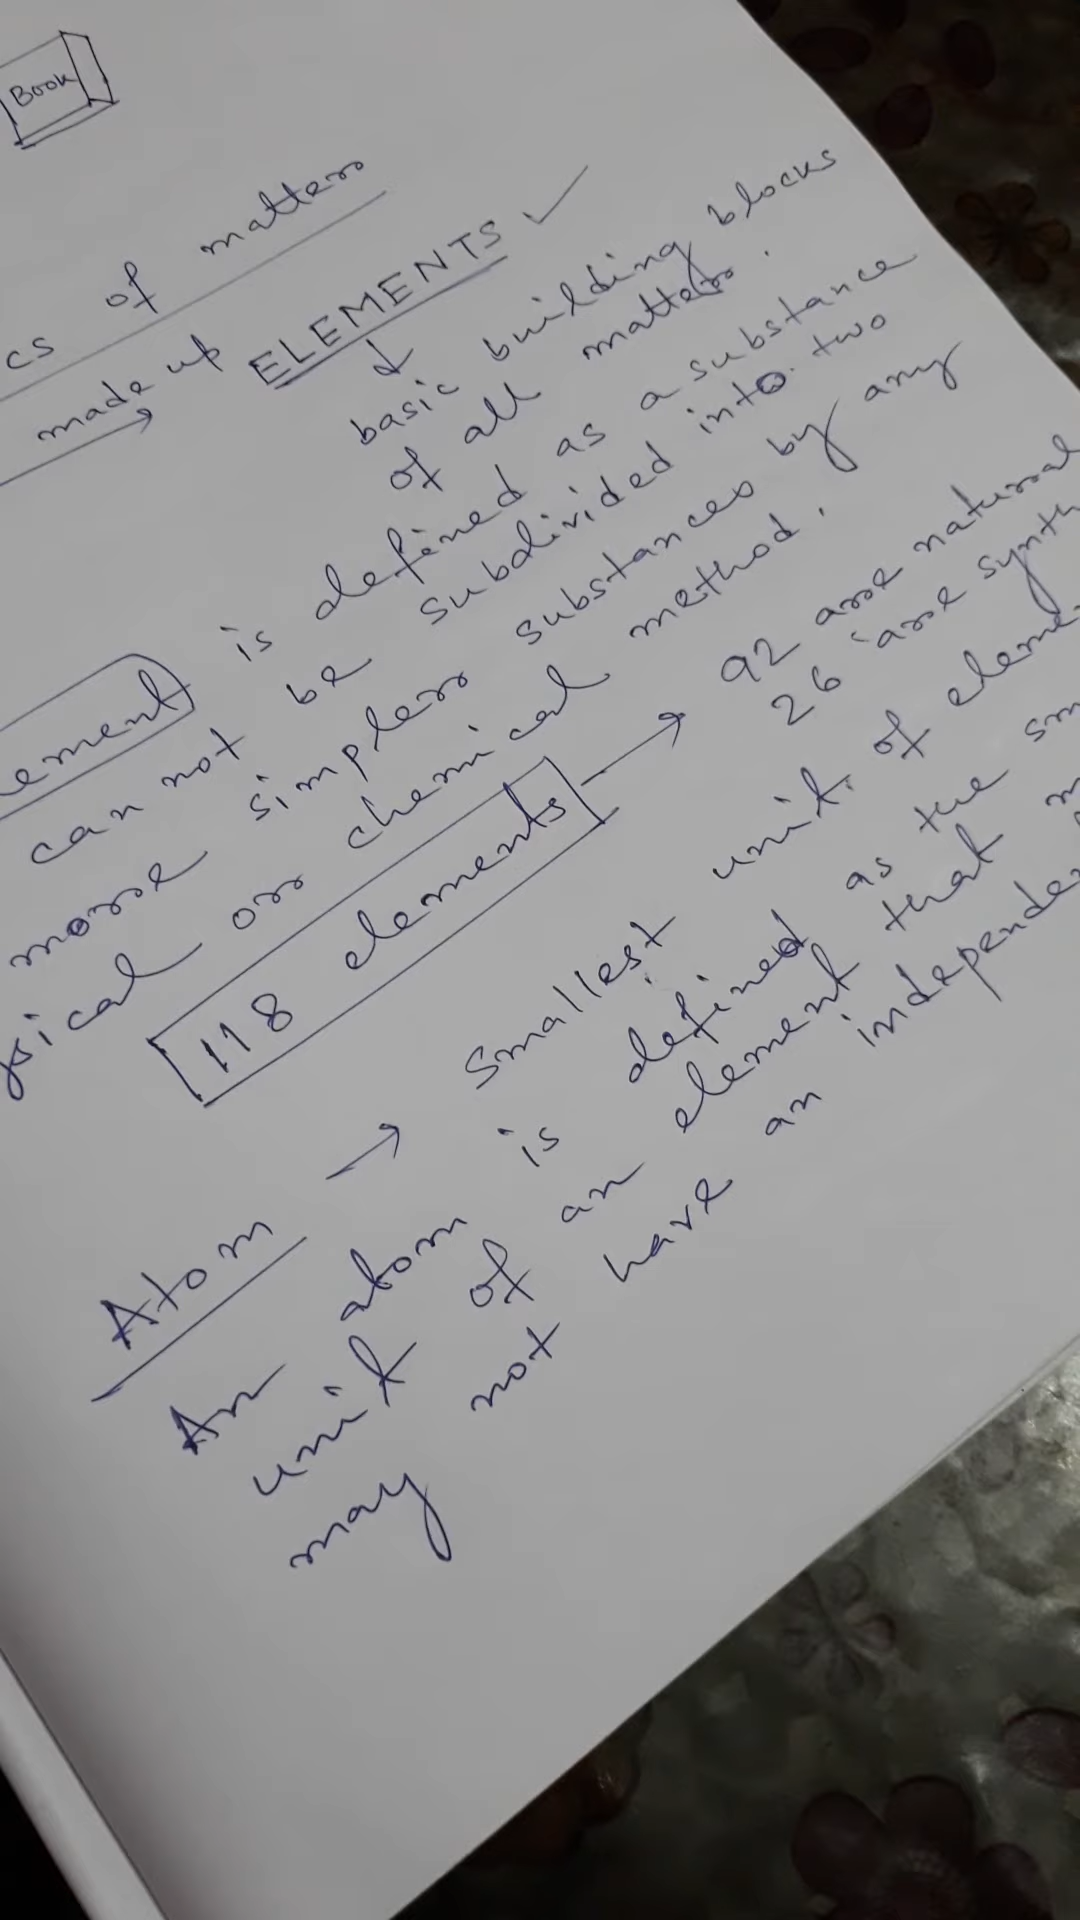 Book
cs of matter
made up → ELEMENTS ✓
↓
basic building blocks
of all matter.
ement is defined as a substance
can not be subdivided into two
more simpler substances by any
sical or chemical method.
118 elements → 92 are natural
26 are synth
Atom → Smallest unit of eleme
An atom is defined as the sm
unit of an element that m
may not have an independe